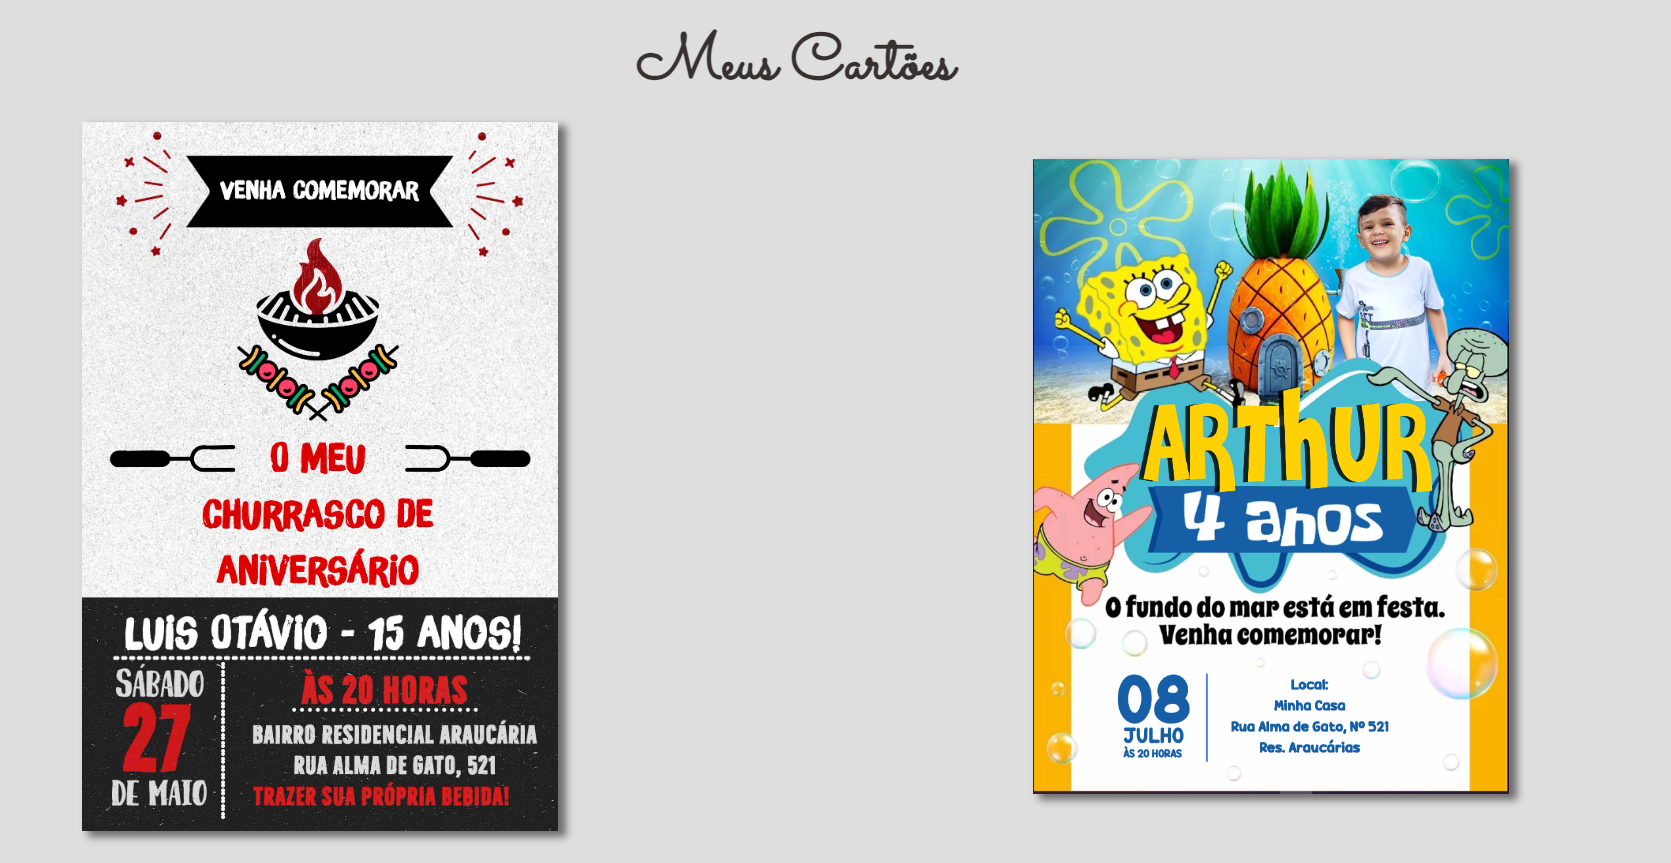 Meus Cartões
VENHA COMEMORAR
O MEU
CHURRASCO DE
ANIVERSÁRIO
LUIS OTÁVIO - 15 ANOS!
SÁBADO
27
DE MAIO
ÀS 20 HORAS
BAIRRO RESIDENCIAL ARAUCÁRIA
RUA ALMA DE GATO, 521
TRAZER SUA PRÓPRIA BEBIDA!
ARThUR
4 anos
O fundo do mar está em festa.
Venha comemorar!
08
JULHO
ÀS 20 HORAS
Local:
Minha Casa
Rua Alma de Gato, Nº 521
Res. Araucárias